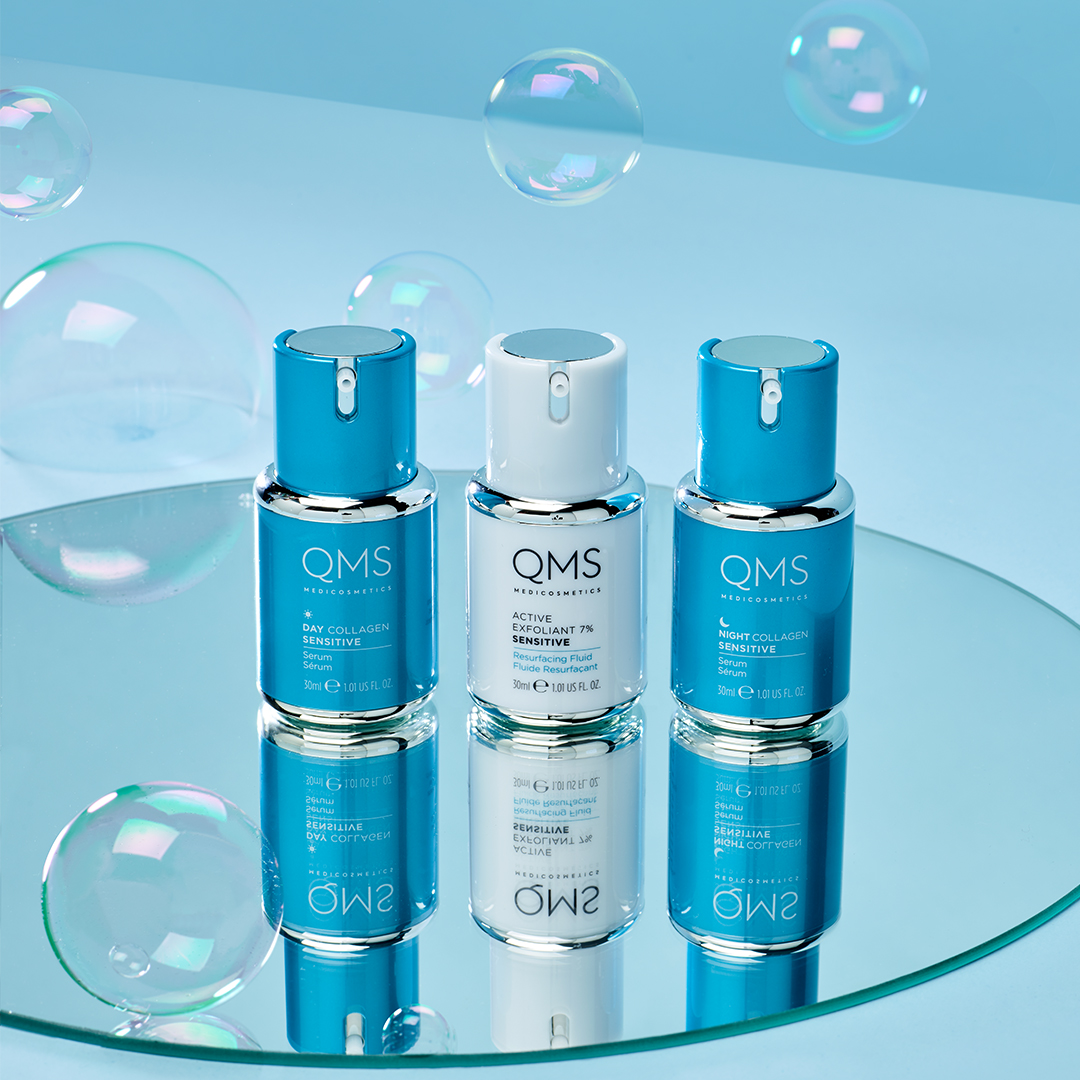 QMS
MEDICOSMETICS
DAY COLLAGEN
SENSITIVE
Serum
Sérum
30ml ℮ 1.01 US FL. OZ.
QMS
MEDICOSMETICS
ACTIVE
EXFOLIANT 7%
SENSITIVE
Resurfacing Fluid
Fluide Resurfaçant
30ml ℮ 1.01 US FL. OZ.
QMS
MEDICOSMETICS
NIGHT COLLAGEN
SENSITIVE
Serum
Sérum
30ml ℮ 1.01 US FL. OZ.